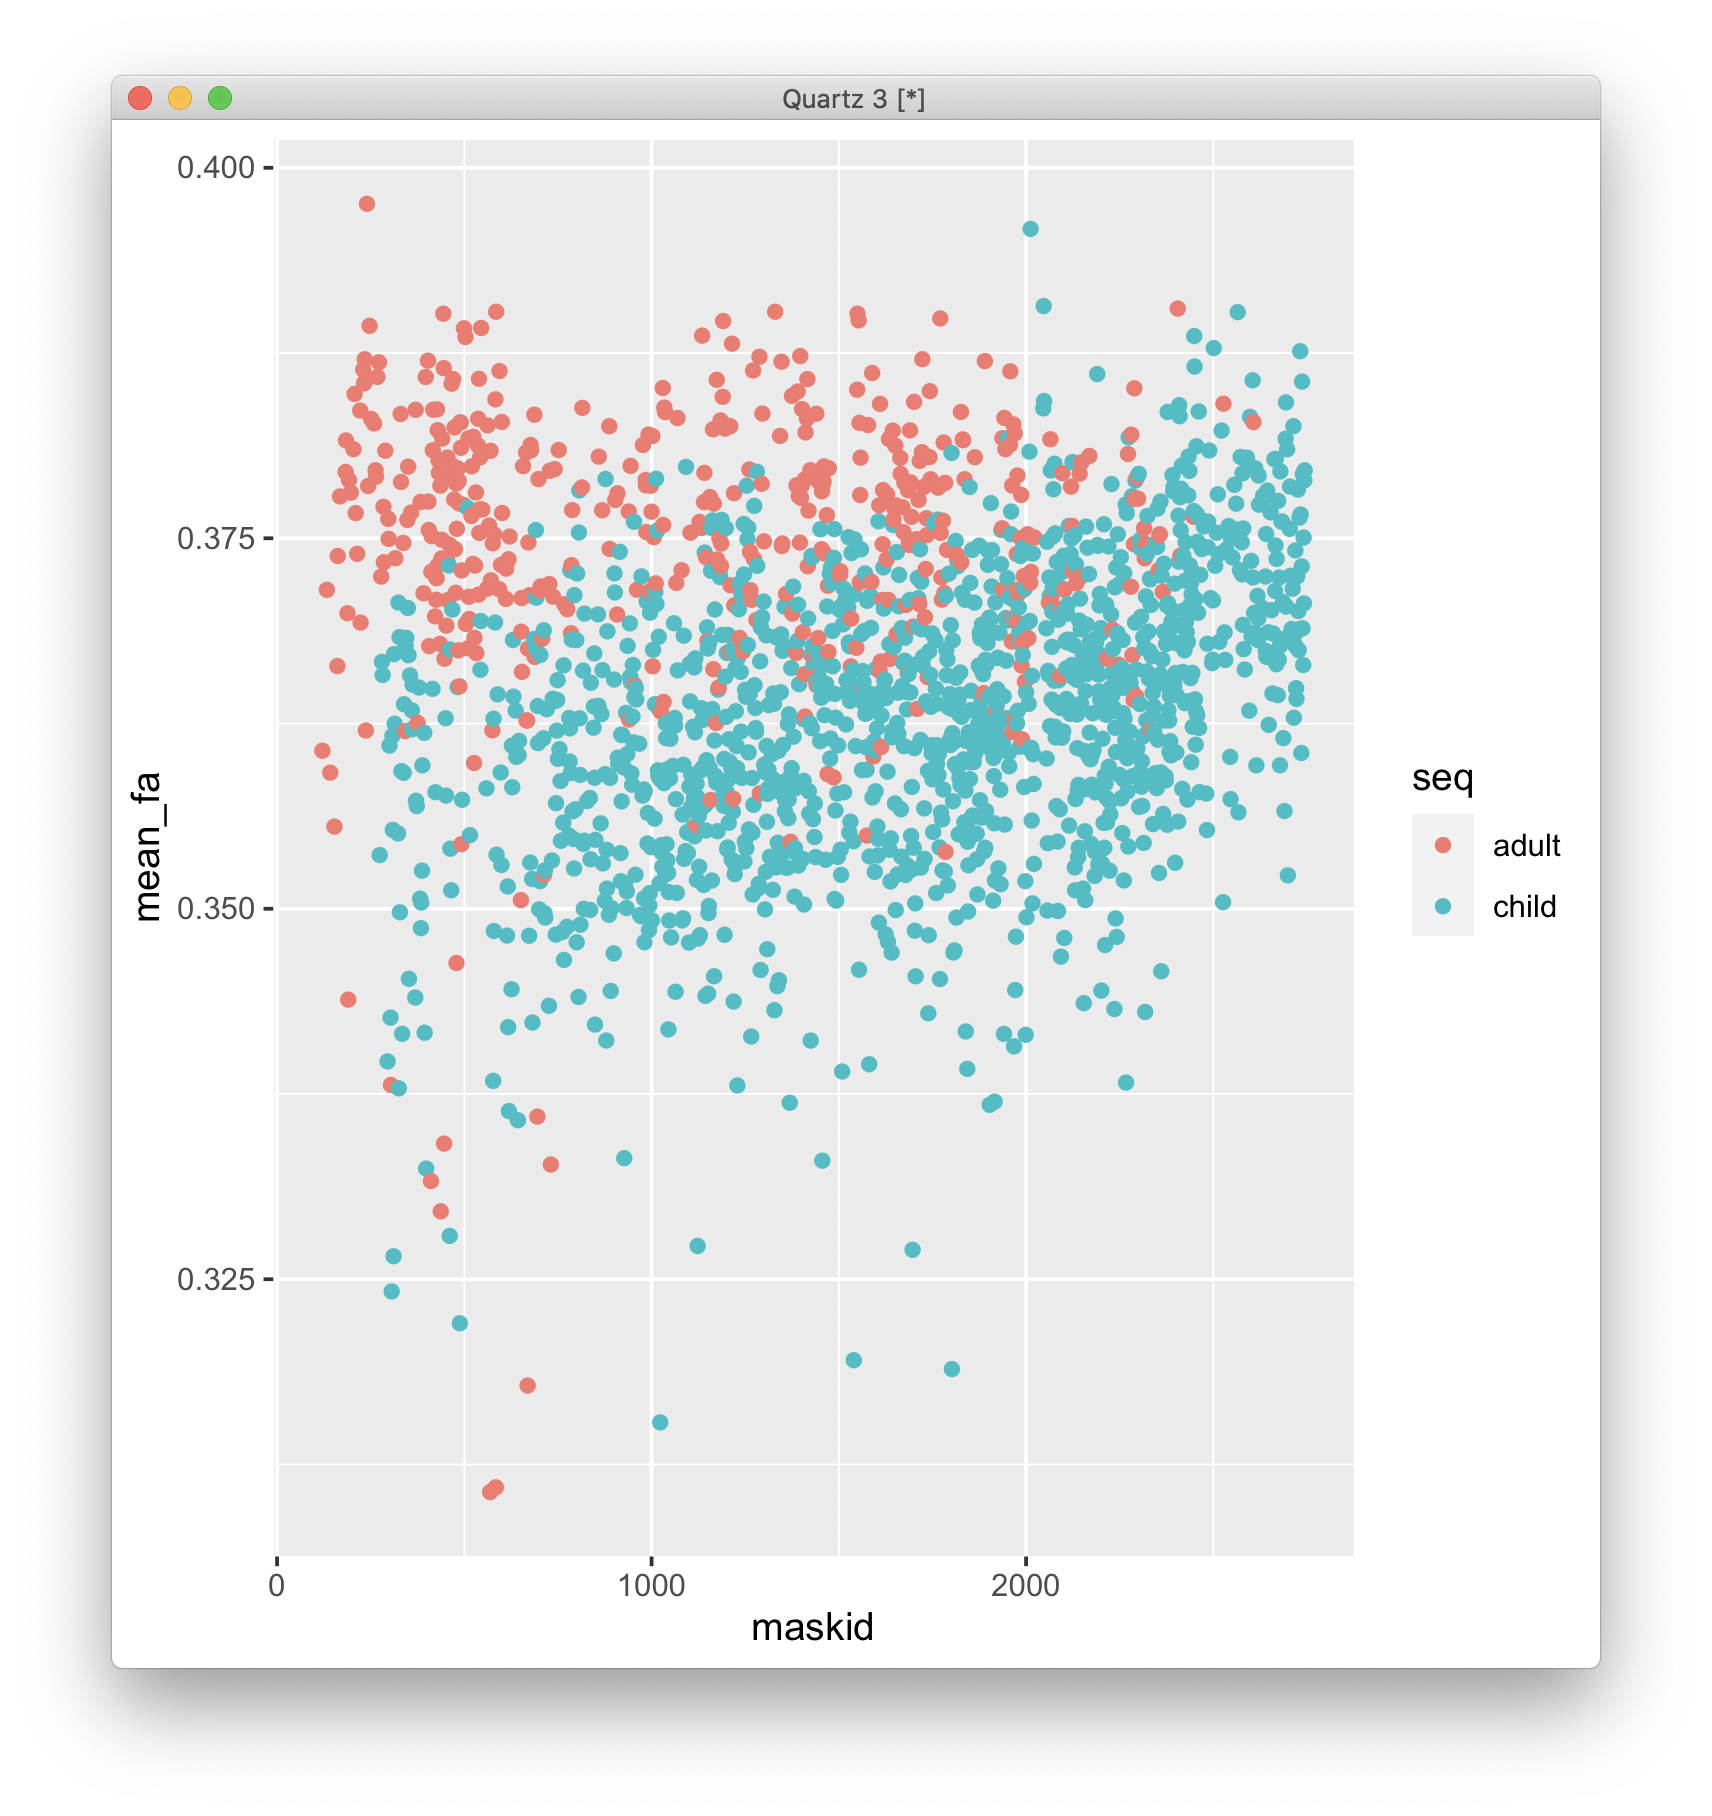 Quartz 3 [*]
0.400
0.375
0.350
0.325
mean_fa
0
1000
2000
maskid
seq
adult
child